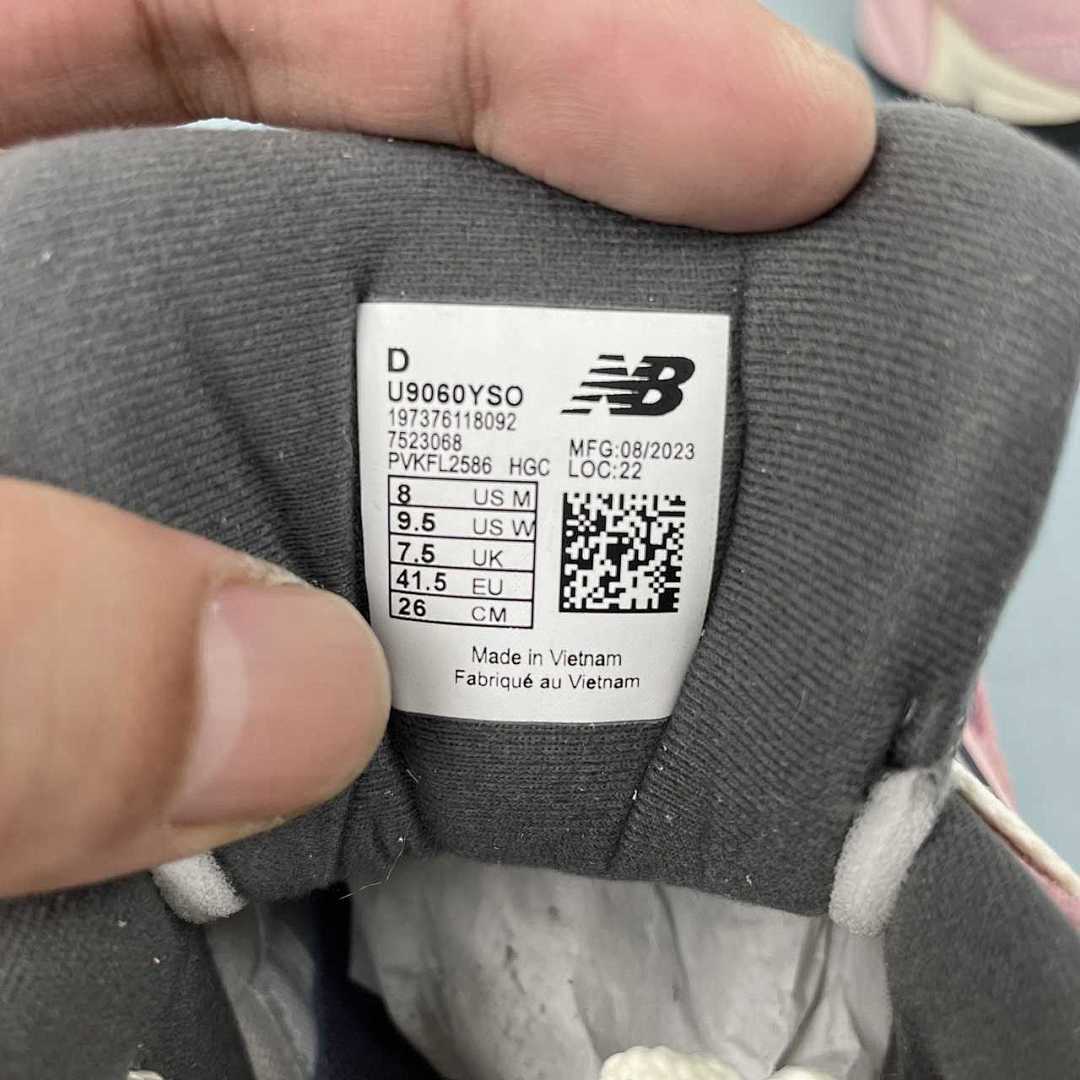 D
U9060YSO
197376118092
7523068
PVKFL2586 HGC
NB
MFG:08/2023
LOC:22
8 US M
9.5 US W
7.5 UK
41.5 EU
26 CM
Made in Vietnam
Fabriqué au Vietnam